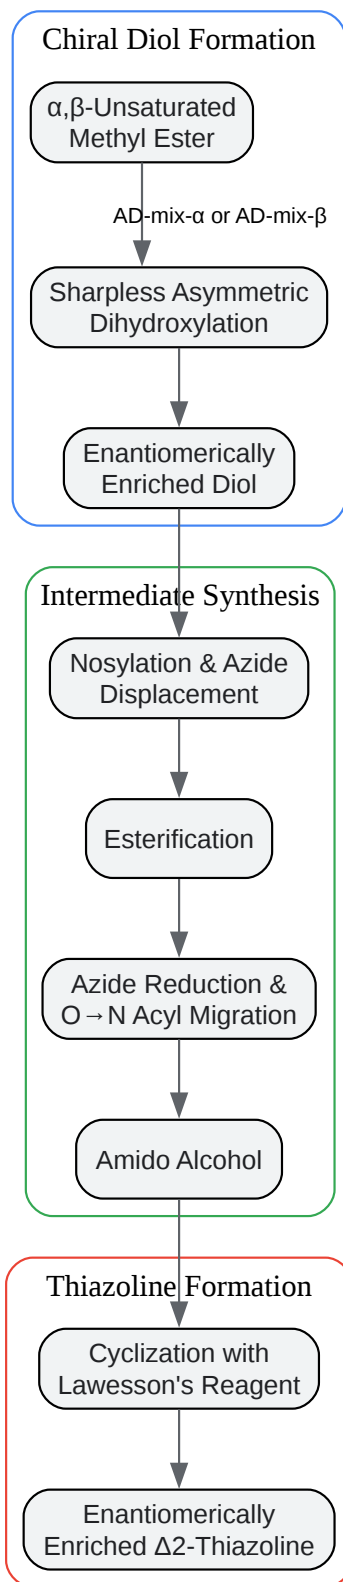 Chiral Diol Formation
α,β-Unsaturated
Methyl Ester
AD-mix-α or AD-mix-β
Sharpless Asymmetric
Dihydroxylation
Enantiomerically
Enriched Diol
Intermediate Synthesis
Nosylation & Azide
Displacement
Esterification
Azide Reduction &
O→N Acyl Migration
Amido Alcohol
Thiazoline Formation
Cyclization with
Lawesson's Reagent
Enantiomerically
Enriched Δ2-Thiazoline